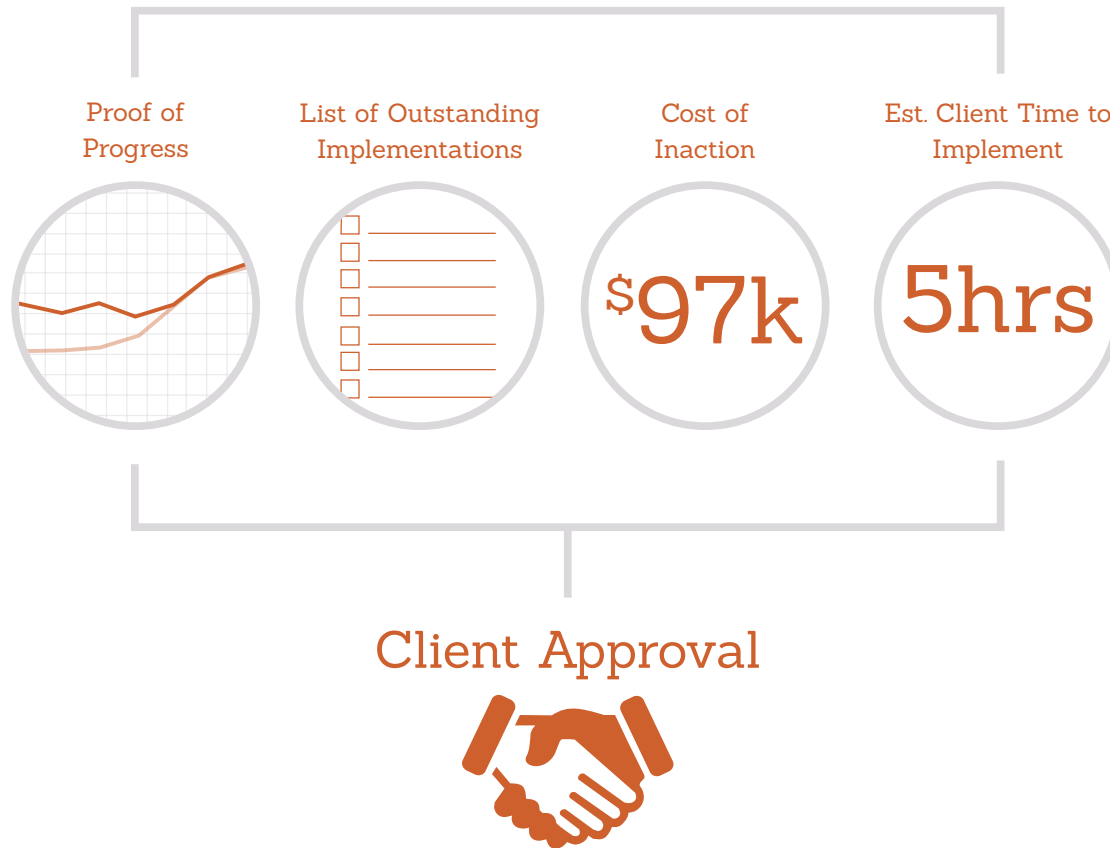 Proof of
Progress
List of Outstanding
Implementations
Cost of
Inaction
Est. Client Time to
Implement
$97k
5hrs
Client Approval